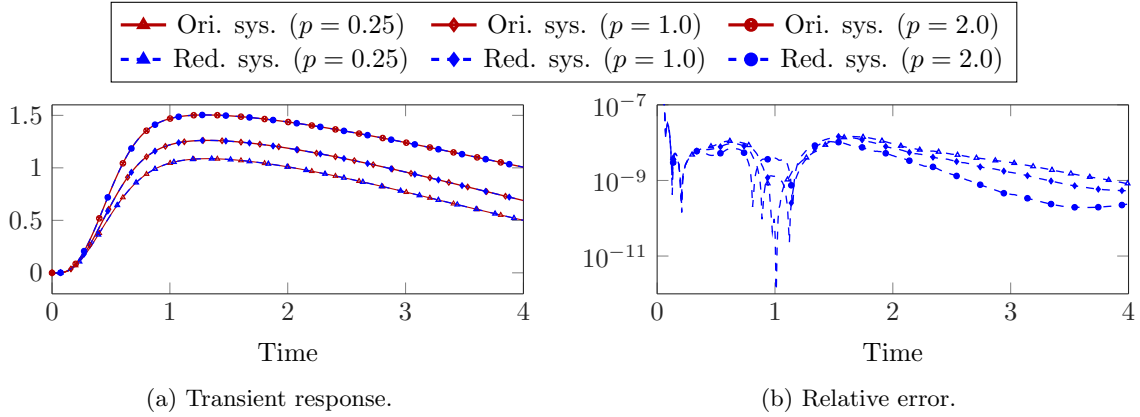 Ori. sys. (p = 0.25) Ori. sys. (p = 1.0) Ori. sys. (p = 2.0)
Red. sys. (p = 0.25) Red. sys. (p = 1.0) Red. sys. (p = 2.0)
1.5
1
0.5
0
0 1 2 3 4
Time
(a) Transient response.
10⁻⁷
10⁻⁹
10⁻¹¹
0 1 2 3 4
Time
(b) Relative error.